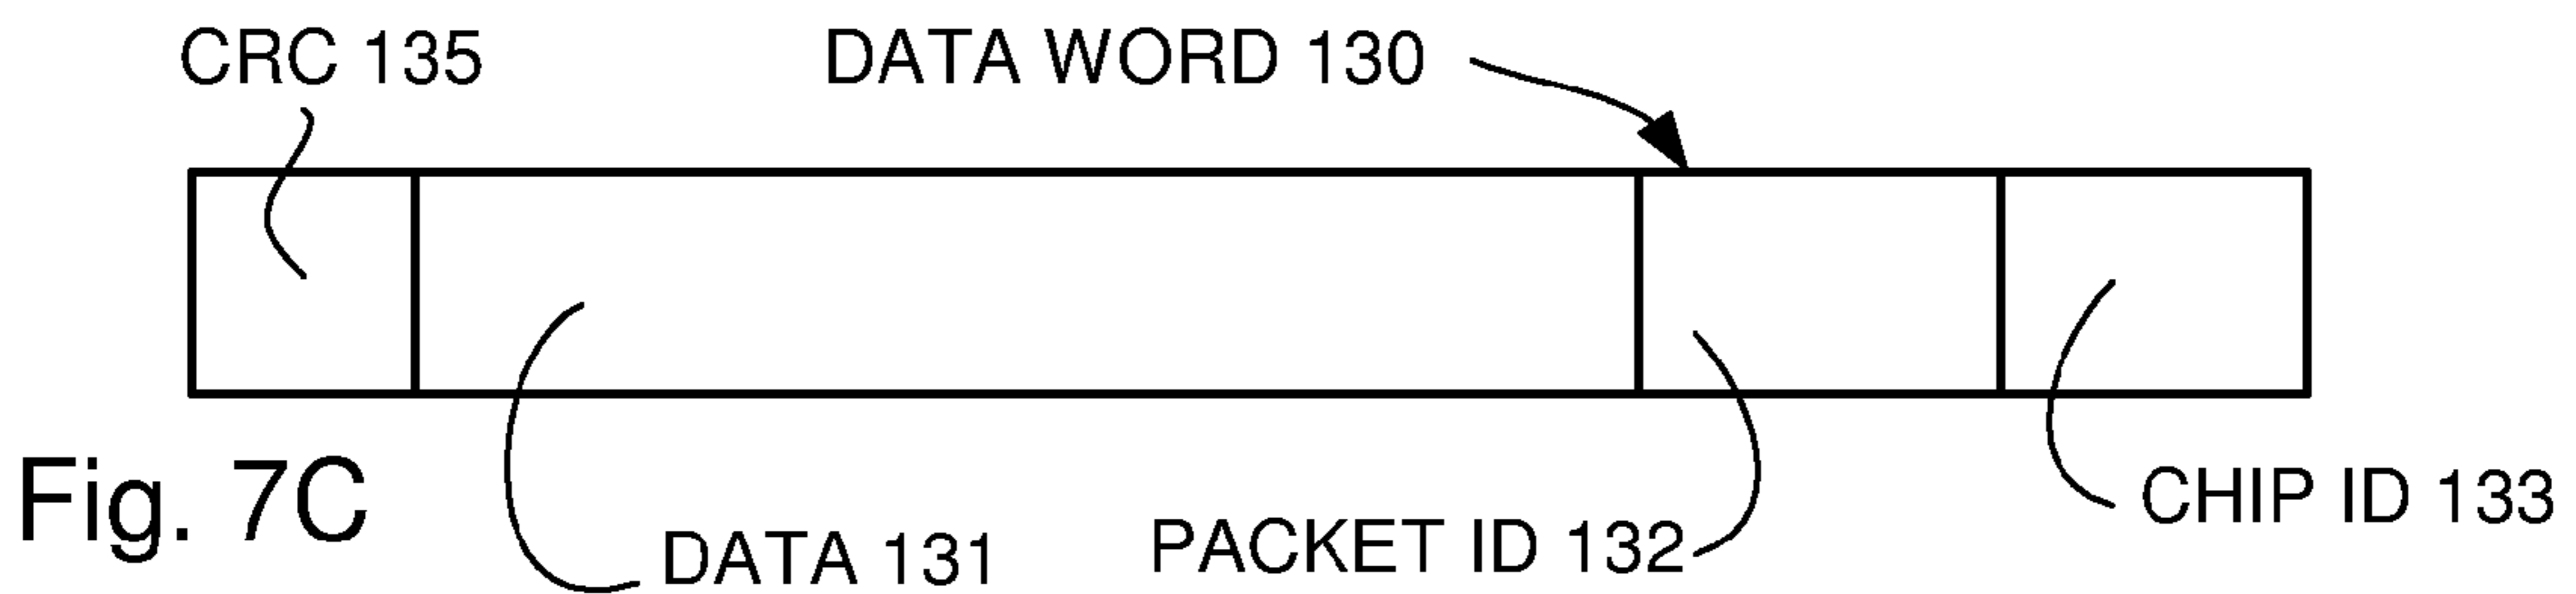 CRC 135
DATA WORD 130
Fig. 7C
DATA 131
PACKET ID 132
CHIP ID 133